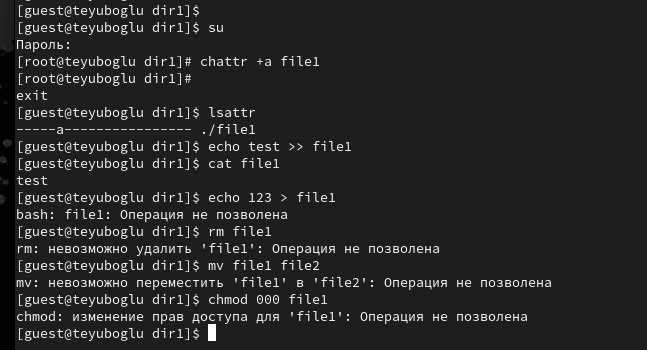 [guest@teyuboglu dir1]$
[guest@teyuboglu dir1]$ su
Пароль:
[root@teyuboglu dir1]# chattr +a file1
[root@teyuboglu dir1]#
exit
[guest@teyuboglu dir1]$ lsattr
-----a---------------- ./file1
[guest@teyuboglu dir1]$ echo test >> file1
[guest@teyuboglu dir1]$ cat file1
test
[guest@teyuboglu dir1]$ echo 123 > file1
bash: file1: Операция не позволена
[guest@teyuboglu dir1]$ rm file1
rm: невозможно удалить 'file1': Операция не позволена
[guest@teyuboglu dir1]$ mv file1 file2
mv: невозможно переместить 'file1' в 'file2': Операция не позволена
[guest@teyuboglu dir1]$ chmod 000 file1
chmod: изменение прав доступа для 'file1': Операция не позволена
[guest@teyuboglu dir1]$